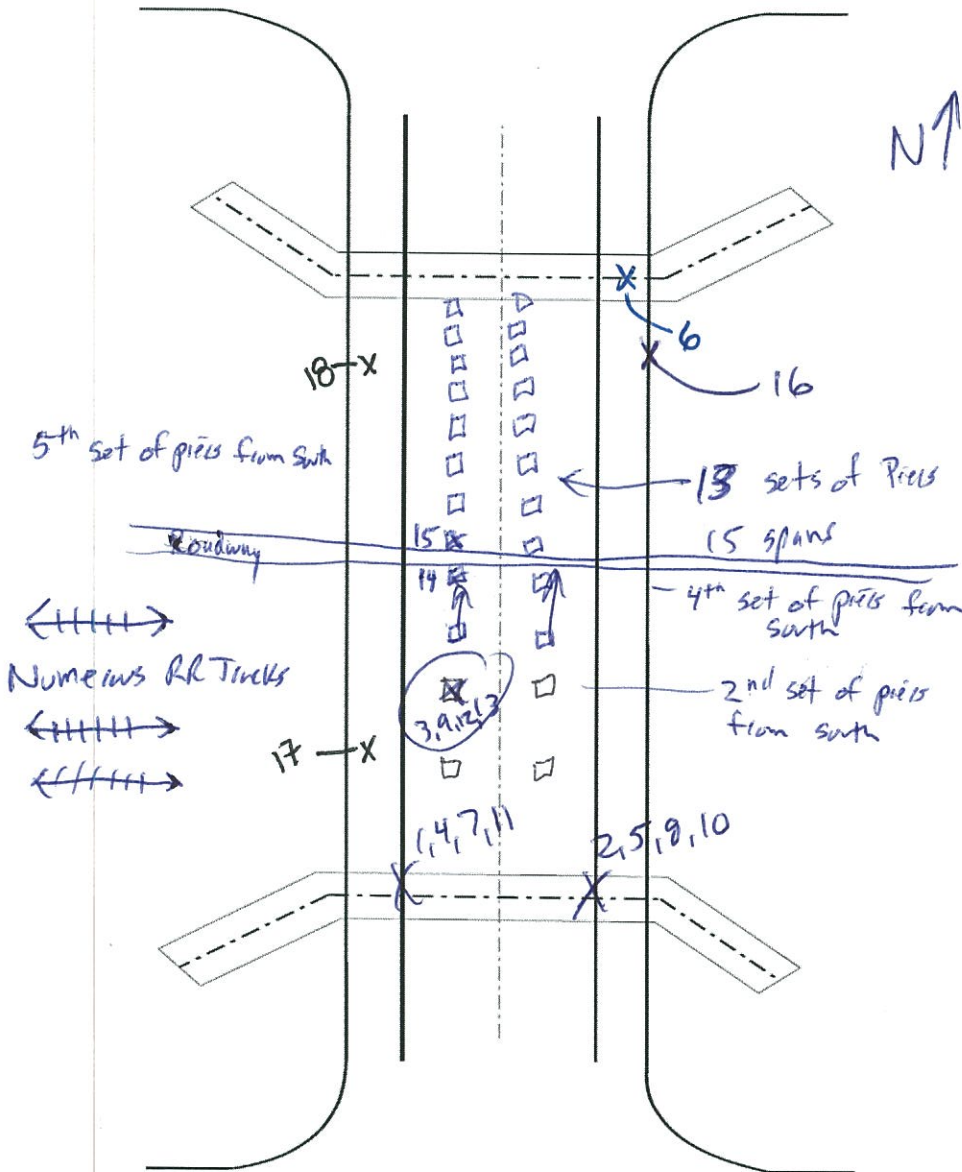 N
6
18
16
5th set of piers from South
13 sets of Piers
15
Roadway
15 spans
14
4th set of piers from
south
Numerous RR Tracks
3,9,12,13
2nd set of piers
from south
17
1,4,7,11
2,5,8,10